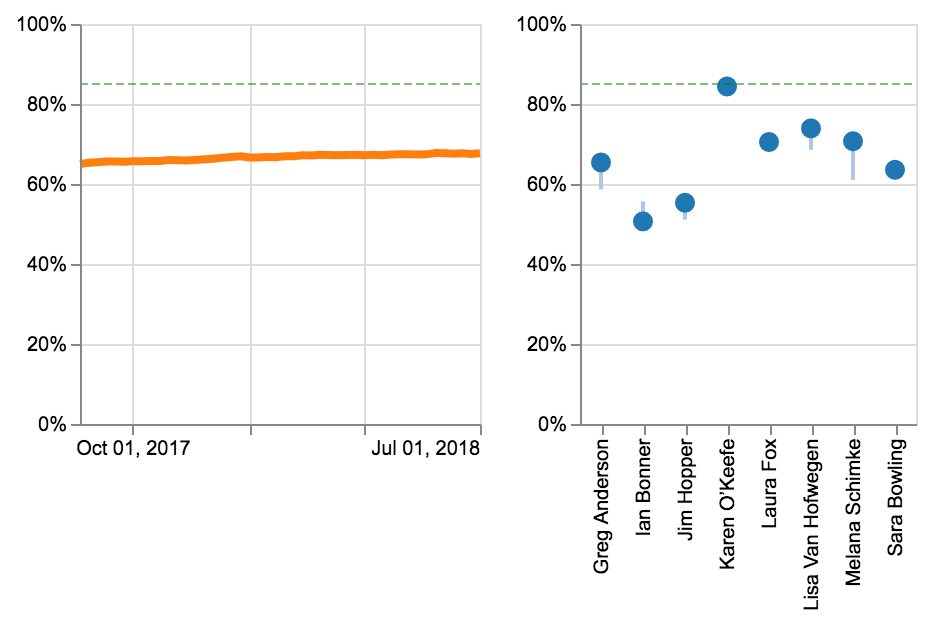 100%
80%
60%
40%
20%
0%
Oct 01, 2017
Jul 01, 2018
100%
80%
60%
40%
20%
0%
Greg Anderson
Ian Bonner
Jim Hopper
Karen O'Keefe
Laura Fox
Lisa Van Hofwegen
Melana Schimke
Sara Bowling